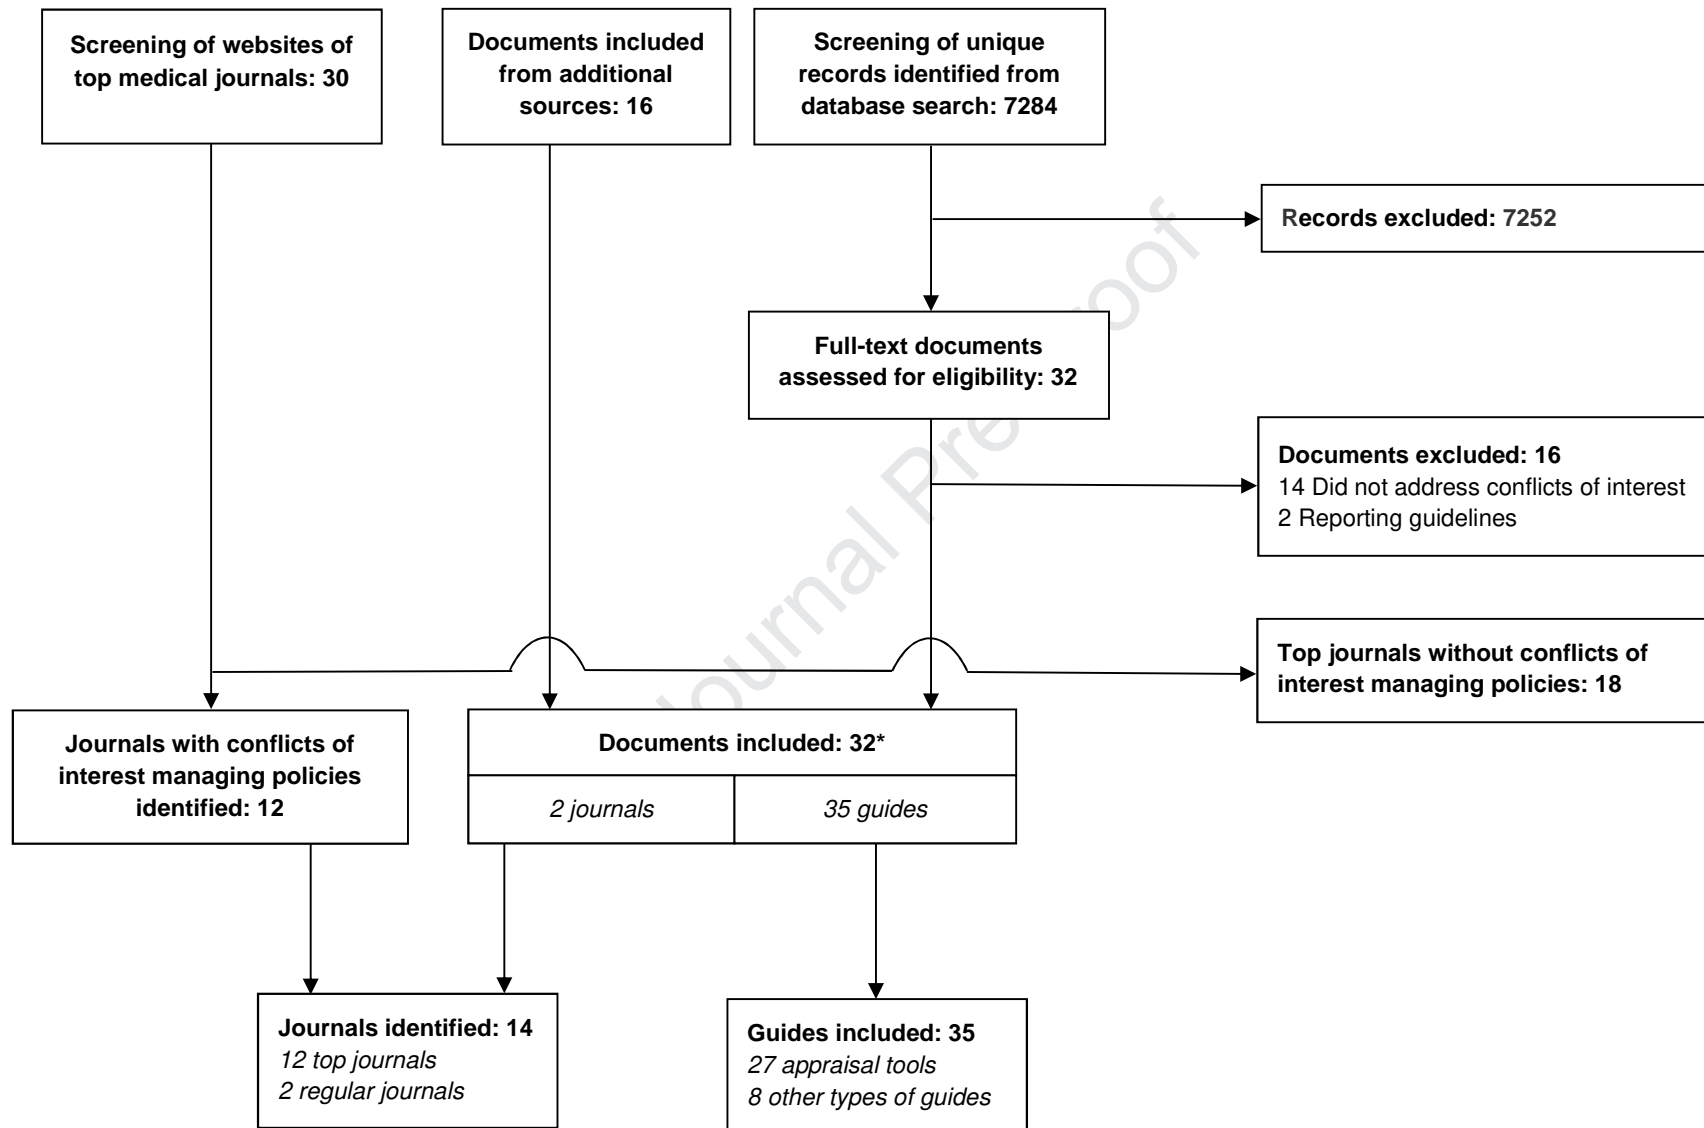 Screening of websites of
top medical journals: 30
Documents included
from additional
sources: 16
Screening of unique
records identified from
database search: 7284
Records excluded: 7252
Full-text documents
assessed for eligibility: 32
Documents excluded: 16
14 Did not address conflicts of interest
2 Reporting guidelines
Top journals without conflicts of
interest managing policies: 18
Journals with conflicts of
interest managing policies
identified: 12
Documents included: 32*
2 journals
35 guides
Journals identified: 14
12 top journals
2 regular journals
Guides included: 35
27 appraisal tools
8 other types of guides
Journal Pre-proof